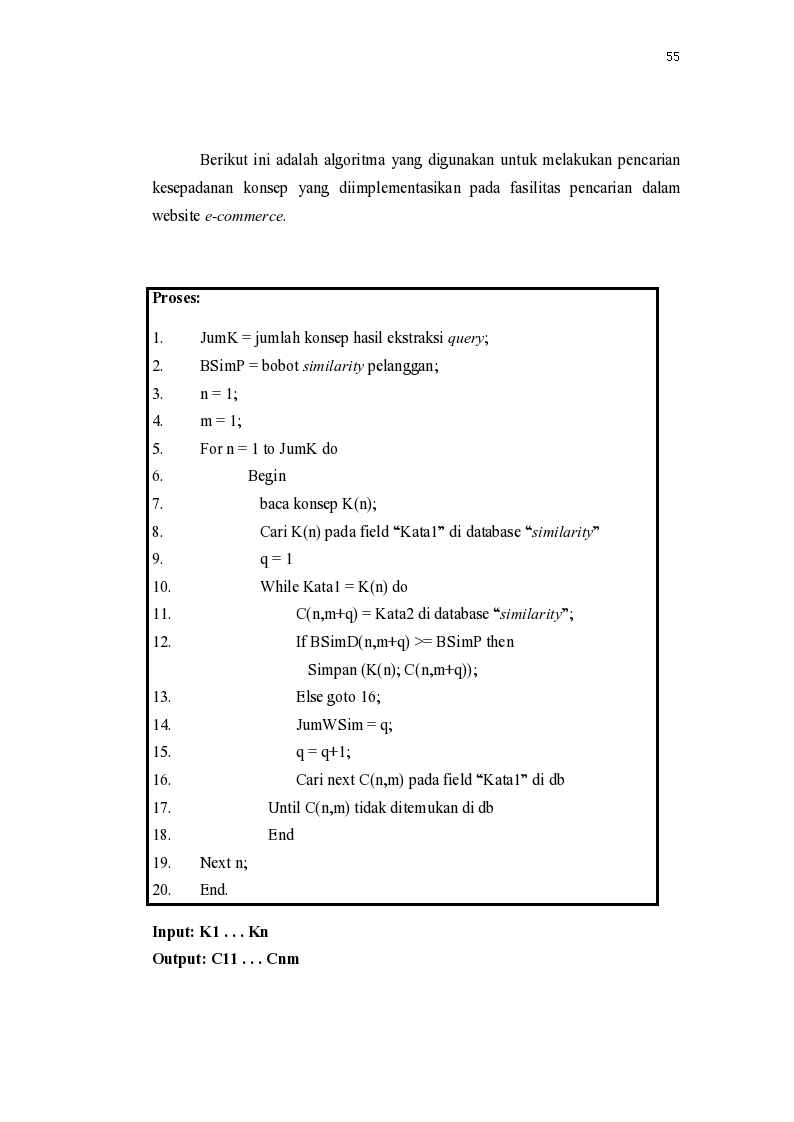 55
Berikut ini adalah algoritma yang digunakan untuk melakukan pencarian
kesepadanan konsep yang diimplementasikan pada fasilitas pencarian dalam
website e-commerce.
Proses:
1. JumK = jumlah konsep hasil ekstraksi query;
2. BSimP = bobot similarity pelanggan;
3. n = 1;
4. m = 1;
5. For n = 1 to JumK do
6. Begin
7. baca konsep K(n);
8. Cari K(n) pada field “Kata1” di database “similarity”
9. q = 1
10. While Kata1 = K(n) do
11. C(n,m+q) = Kata2 di database “similarity”;
12. If BSimD(n,m+q) >= BSimP then
Simpan (K(n); C(n,m+q));
13. Else goto 16;
14. JumWSim = q;
15. q = q+1;
16. Cari next C(n,m) pada field “Kata1” di db
17. Until C(n,m) tidak ditemukan di db
18. End
19. Next n;
20. End.
Input: K1 . . . Kn
Output: C11 . . . Cnm